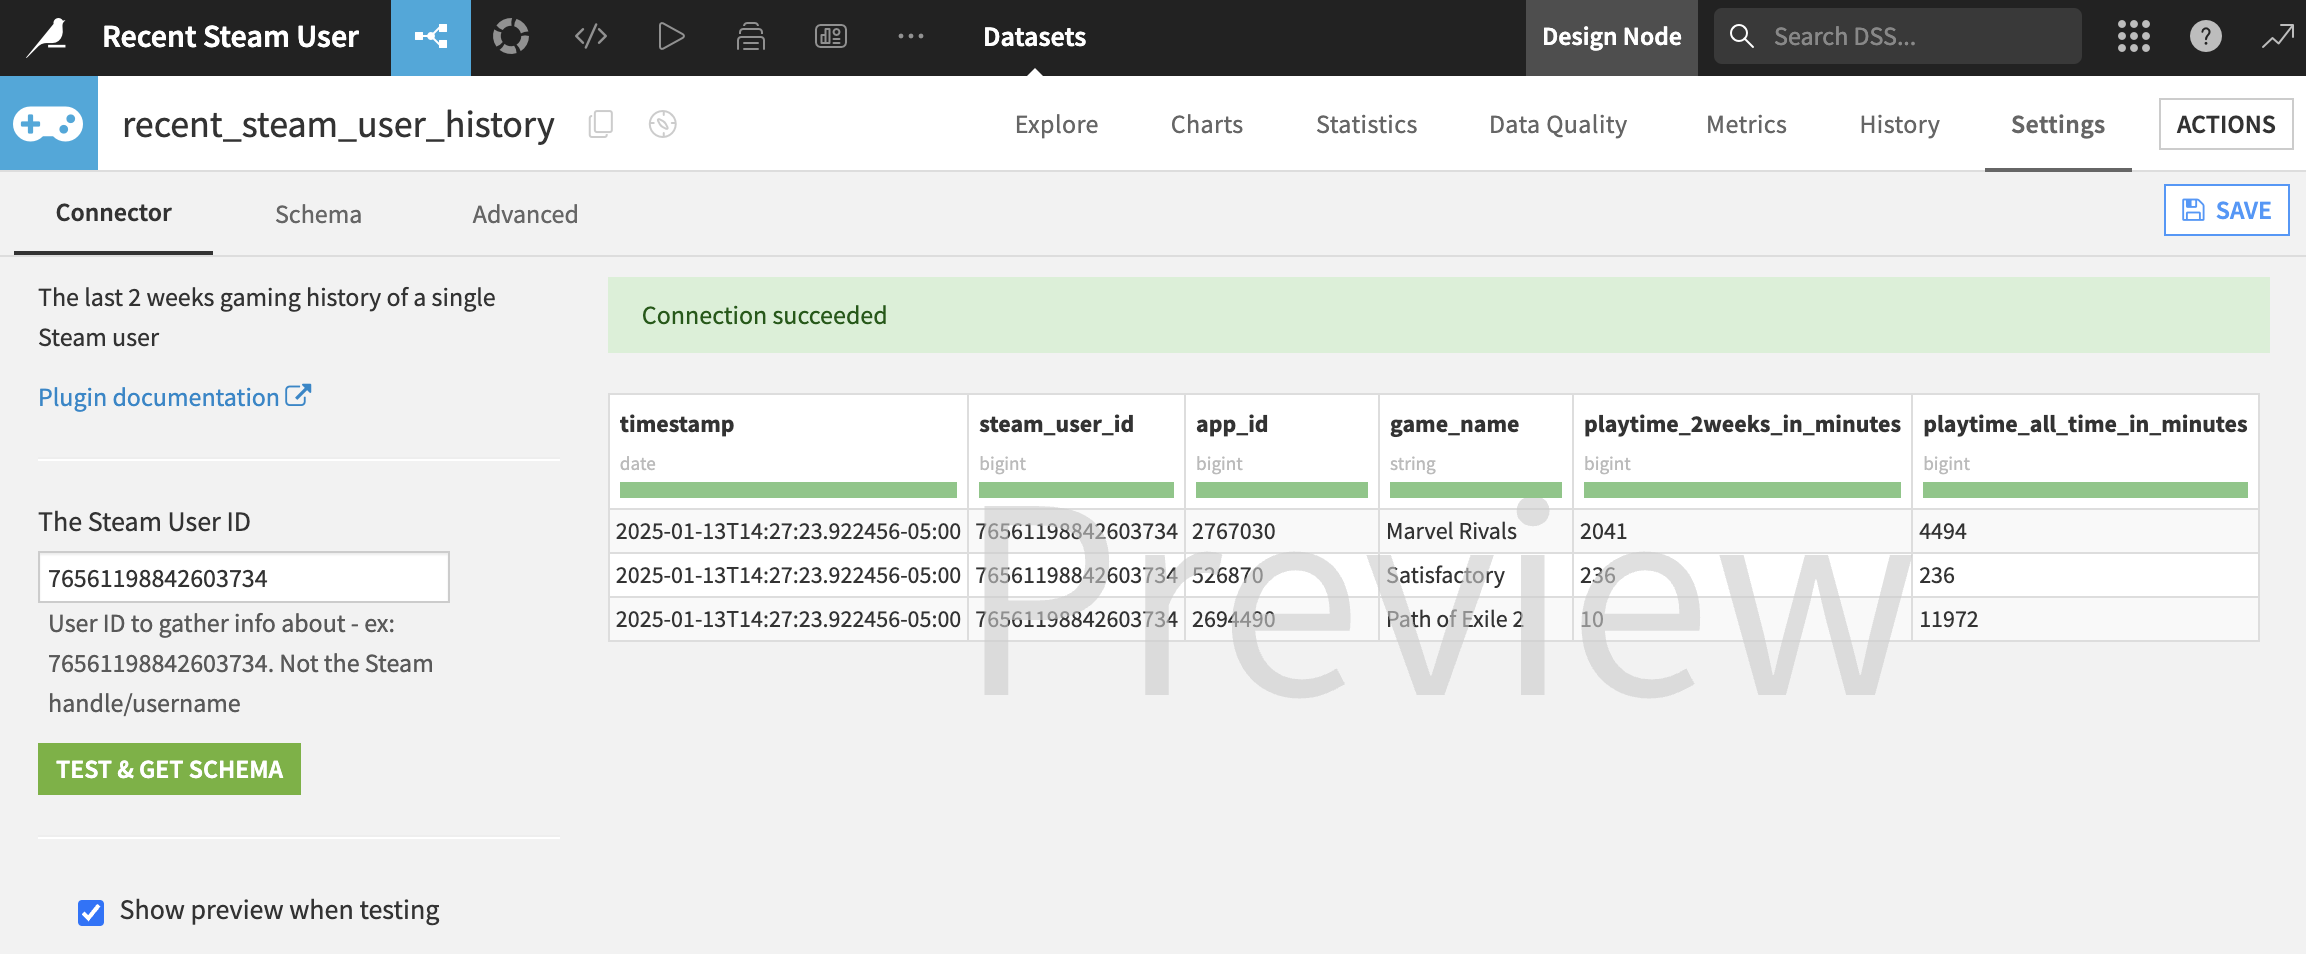 Recent Steam User
Datasets
Design Node
Search DSS...
recent_steam_user_history
Explore
Charts
Statistics
Data Quality
Metrics
History
Settings
ACTIONS
Connector
Schema
Advanced
SAVE
The last 2 weeks gaming history of a single
Steam user
Plugin documentation
The Steam User ID
76561198842603734
User ID to gather info about - ex:
76561198842603734. Not the Steam
handle/username
TEST & GET SCHEMA
Show preview when testing
Connection succeeded
timestamp steam_user_id app_id game_name playtime_2weeks_in_minutes playtime_all_time_in_minutes
date bigint bigint string bigint bigint
2025-01-13T14:27:23.922456-05:00 76561198842603734 2767030 Marvel Rivals 2041 4494
2025-01-13T14:27:23.922456-05:00 76561198842603734 526870 Satisfactory 236 236
2025-01-13T14:27:23.922456-05:00 76561198842603734 2694490 Path of Exile 2 10 11972
Preview